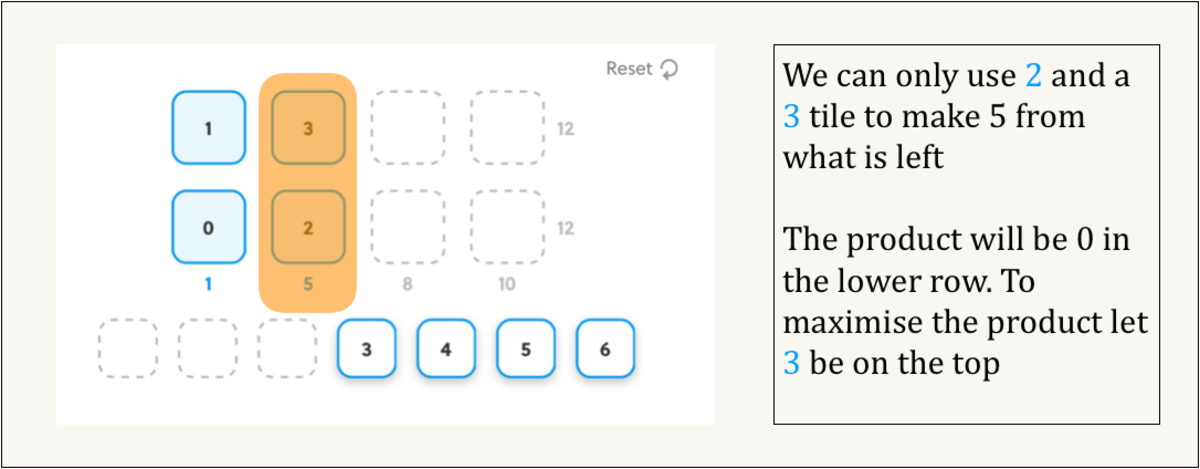 Reset
1 3 12
0 2 12
1 5 8 10
3 4 5 6
We can only use 2 and a
3 tile to make 5 from
what is left
The product will be 0 in
the lower row. To
maximise the product let
3 be on the top